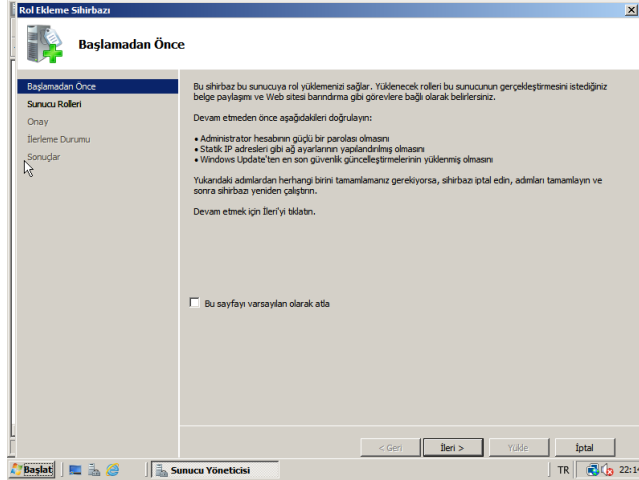 Rol Ekleme Sihirbazı
Başlamadan Önce
Başlamadan Önce
Sunucu Rolleri
Onay
İlerleme Durumu
Sonuçlar
Bu sihirbaz bu sunucuya rol yüklemenizi sağlar. Yüklenecek rolleri bu sunucunun gerçekleştirmesini istediğiniz
belge paylaşımı ve Web sitesi barındırma gibi görevlere bağlı olarak belirlersiniz.
Devam etmeden önce aşağıdakileri doğrulayın:
• Administrator hesabının güçlü bir parolası olmasını
• Statik IP adresleri gibi ağ ayarlarının yapılandırılmış olmasını
• Windows Update'ten en son güvenlik güncelleştirmelerinin yüklenmiş olmasını
Yukarıdaki adımlardan herhangi birini tamamlamanız gerekiyorsa, sihirbazı iptal edin, adımları tamamlayın ve
sonra sihirbazı yeniden çalıştırın.
Devam etmek için İleri'yi tıklatın.
Bu sayfayı varsayılan olarak atla
< Geri
İleri >
Yükle
İptal
Başlat
Sunucu Yöneticisi
TR